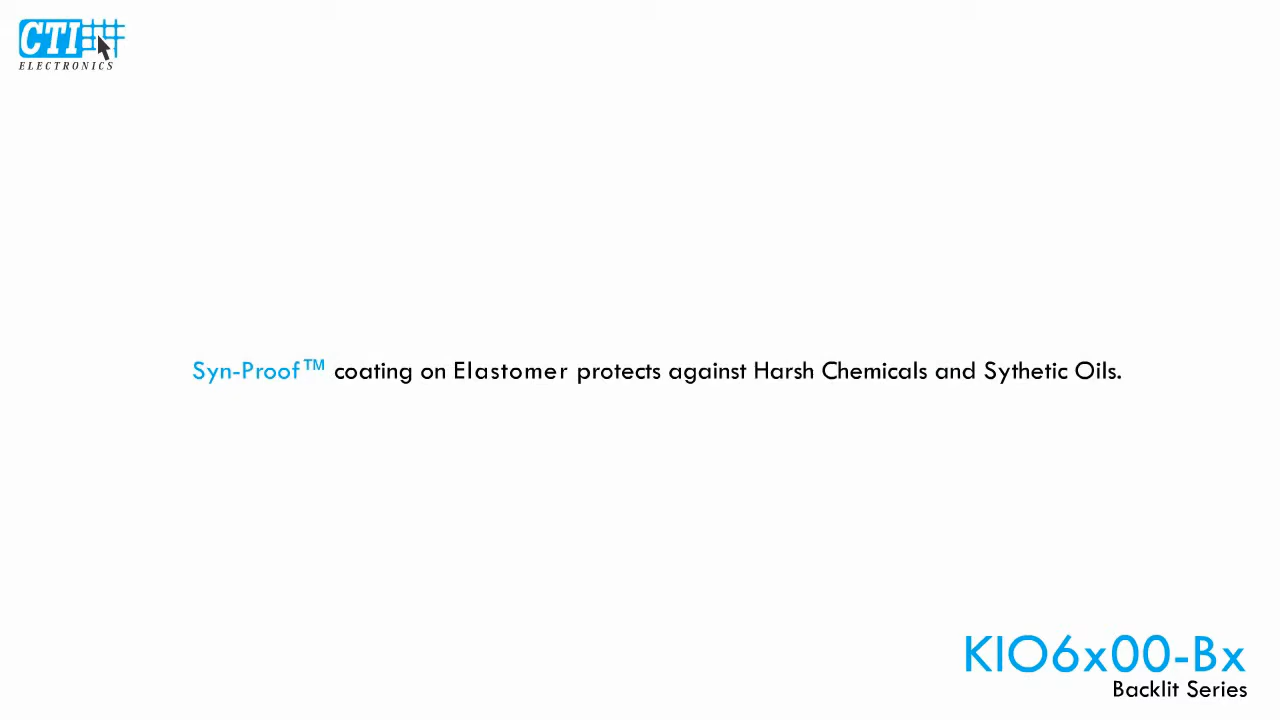 CTI
ELECTRONICS
Syn-Proof™ coating on Elastomer protects against Harsh Chemicals and Sythetic Oils.
KIO6x00-Bx
Backlit Series